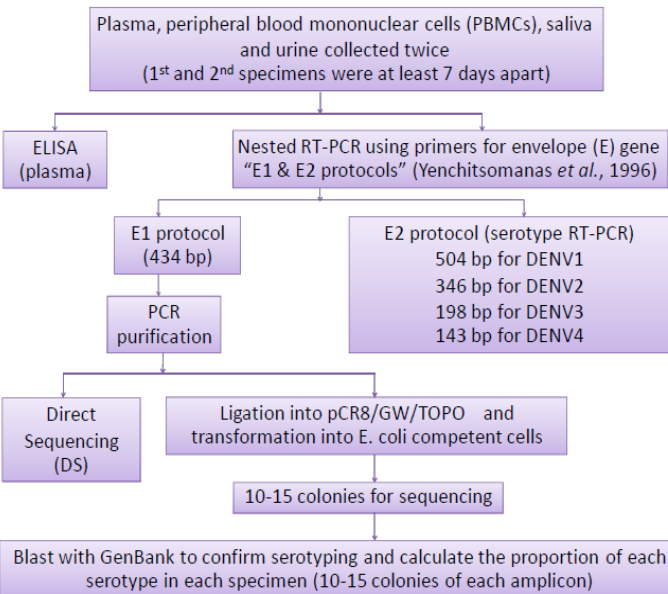 Plasma, peripheral blood mononuclear cells (PBMCs), saliva
and urine collected twice
(1st and 2nd specimens were at least 7 days apart)
ELISA
(plasma)
Nested RT-PCR using primers for envelope (E) gene
“E1 & E2 protocols” (Yenchitsomanas et al., 1996)
E1 protocol
(434 bp)
E2 protocol (serotype RT-PCR)
504 bp for DENV1
346 bp for DENV2
198 bp for DENV3
143 bp for DENV4
PCR
purification
Direct
Sequencing
(DS)
Ligation into pCR8/GW/TOPO and
transformation into E. coli competent cells
10-15 colonies for sequencing
Blast with GenBank to confirm serotyping and calculate the proportion of each
serotype in each specimen (10-15 colonies of each amplicon)